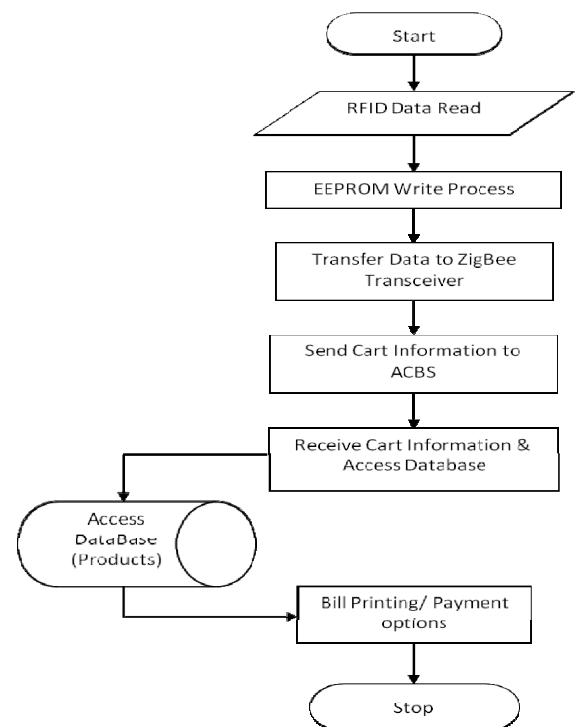 Start
RFID Data Read
EEPROM Write Process
Transfer Data to ZigBee
Transceiver
Send Cart Information to
ACBS
Receive Cart Information &
Access Database
Access
DataBase
(Products)
Bill Printing/ Payment
options
Stop